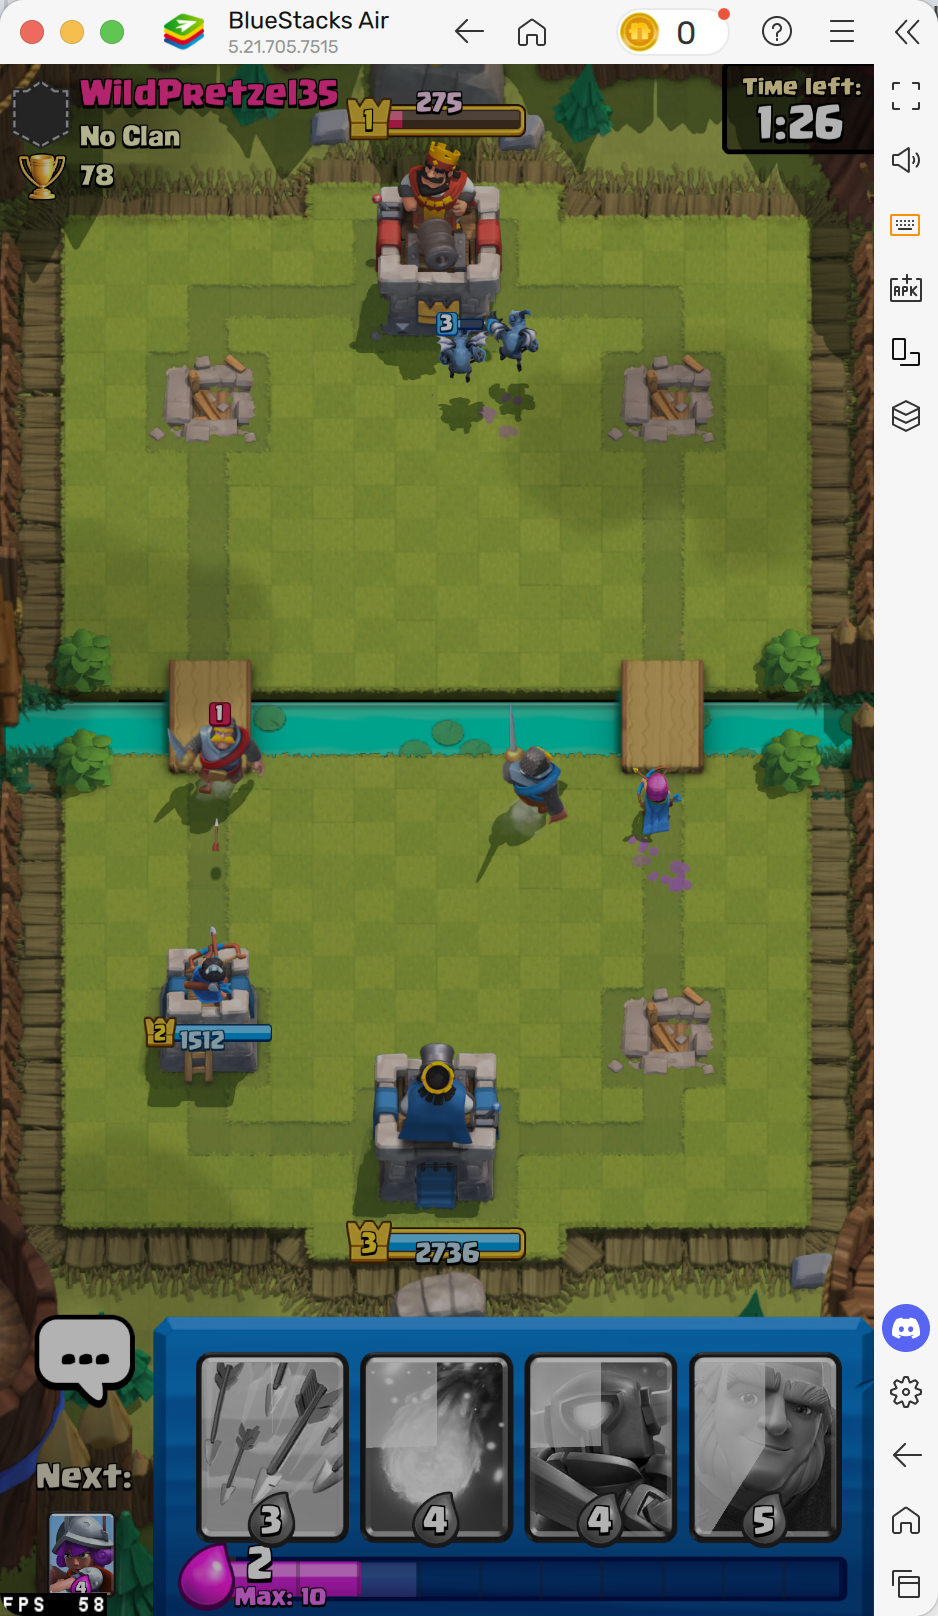 BlueStacks Air
5.21.705.7515
0
WildPretzel35
No Clan
78
1
275
Time left:
1:26
3
1
2
1512
3
2736
Next:
4
3
4
4
5
2
Max: 10
FPS 58
APK